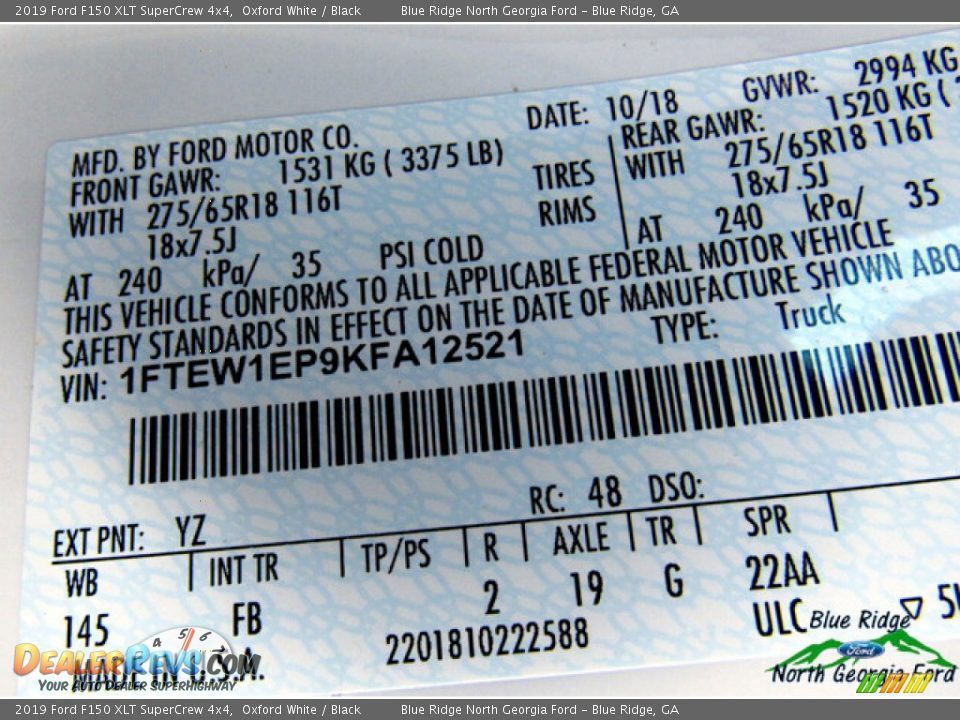 2019 Ford F150 XLT SuperCrew 4x4, Oxford White / Black Blue Ridge North Georgia Ford – Blue Ridge, GA
MFD. BY FORD MOTOR CO. DATE: 10/18 GVWR: 2994 KG
FRONT GAWR: 1531 KG ( 3375 LB) REAR GAWR: 1520 KG (
WITH 275/65R18 116T TIRES WITH 275/65R18 116T
18x7.5J RIMS 18x7.5J
AT 240 kPa/ 35 PSI COLD AT 240 kPa/ 35
THIS VEHICLE CONFORMS TO ALL APPLICABLE FEDERAL MOTOR VEHICLE
SAFETY STANDARDS IN EFFECT ON THE DATE OF MANUFACTURE SHOWN ABO
VIN: 1FTEW1EP9KFA12521 TYPE: Truck
EXT PNT: YZ RC: 48 DSO:
WB INT TR TP/PS R AXLE TR SPR
145 FB 2 19 G 22AA
2201810222588 ULC
MADE IN U.S.A.
DEALERREVS.COM
YOUR AUTO DEALER SUPERHIGHWAY
Blue Ridge
Ford
North Georgia Ford
2019 Ford F150 XLT SuperCrew 4x4, Oxford White / Black Blue Ridge North Georgia Ford – Blue Ridge, GA